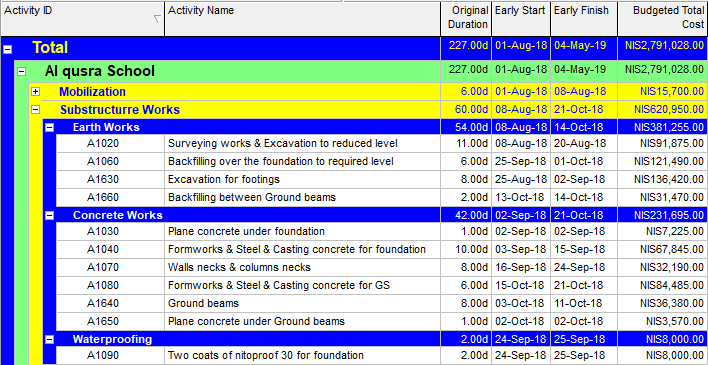 Activity ID Activity Name Original Duration Early Start Early Finish Budgeted Total Cost
Total 227.00d 01-Aug-18 04-May-19 NIS2,791,028.00
Al qusra School 227.00d 01-Aug-18 04-May-19 NIS2,791,028.00
Mobilization 6.00d 01-Aug-18 08-Aug-18 NIS15,700.00
Substructurre Works 60.00d 08-Aug-18 21-Oct-18 NIS620,950.00
Earth Works 54.00d 08-Aug-18 14-Oct-18 NIS381,255.00
A1020 Surveying works & Excavation to reduced level 11.00d 08-Aug-18 20-Aug-18 NIS91,875.00
A1060 Backfilling over the foundation to required level 6.00d 25-Sep-18 01-Oct-18 NIS121,490.00
A1630 Excavation for footings 8.00d 25-Aug-18 02-Sep-18 NIS136,420.00
A1660 Backfilling between Ground beams 2.00d 13-Oct-18 14-Oct-18 NIS31,470.00
Concrete Works 42.00d 02-Sep-18 21-Oct-18 NIS231,695.00
A1030 Plane concrete under foundation 1.00d 02-Sep-18 02-Sep-18 NIS7,225.00
A1040 Formworks & Steel & Casting concrete for foundation 10.00d 03-Sep-18 15-Sep-18 NIS67,845.00
A1070 Walls necks & columns necks 8.00d 16-Sep-18 24-Sep-18 NIS32,190.00
A1080 Formworks & Steel & Casting concrete for GS 6.00d 15-Oct-18 21-Oct-18 NIS84,485.00
A1640 Ground beams 8.00d 03-Oct-18 11-Oct-18 NIS36,380.00
A1650 Plane concrete under Ground beams 1.00d 02-Oct-18 02-Oct-18 NIS3,570.00
Waterproofing 2.00d 24-Sep-18 25-Sep-18 NIS8,000.00
A1090 Two coats of nitoproof 30 for foundation 2.00d 24-Sep-18 25-Sep-18 NIS8,000.00